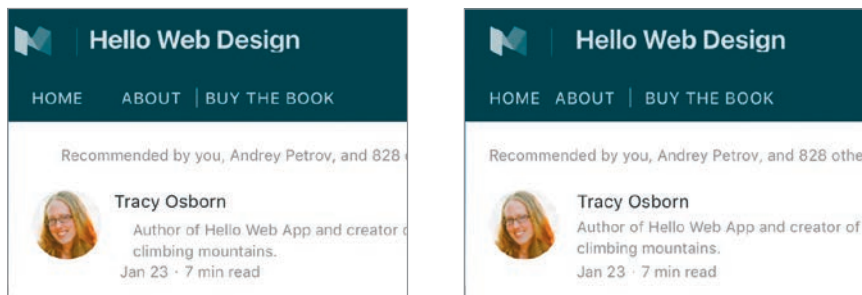 Hello Web Design
HOME ABOUT | BUY THE BOOK
Recommended by you, Andrey Petrov, and 828
Tracy Osborn
Author of Hello Web App and creator
climbing mountains.
Jan 23 · 7 min read
Hello Web Design
HOME ABOUT | BUY THE BOOK
Recommended by you, Andrey Petrov, and 828 othe
Tracy Osborn
Author of Hello Web App and creator of
climbing mountains.
Jan 23 · 7 min read